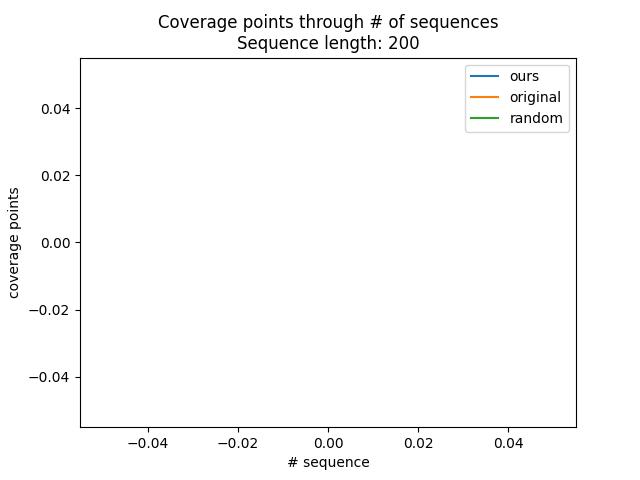 Coverage points through # of sequences
Sequence length: 200
ours
original
random
coverage points
0.04
0.02
0.00
−0.02
−0.04
−0.04
−0.02
0.00
0.02
0.04
# sequence